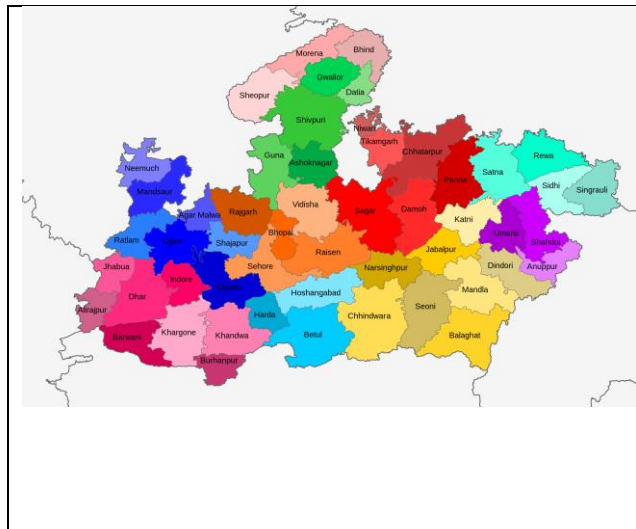 Bhind
Morena
Gwalior
Sheopur
Datia
Shivpuri
Niwari
Tikamgarh
Chhatarpur
Guna
Ashoknagar
Neemuch
Mandsaur
Panna
Satna
Rewa
Sidhi
Singrauli
Agar Malwa
Rajgarh
Vidisha
Sagar
Damoh
Katni
Umaria
Shahdol
Ratlam
Ujjain
Shajapur
Bhopal
Raisen
Jabalpur
Dindori
Anuppur
Jhabua
Indore
Dewas
Sehore
Narsinghpur
Mandla
Alirajpur
Dhar
Hoshangabad
Seoni
Harda
Chhindwara
Balaghat
Barwani
Khargone
Khandwa
Betul
Burhanpur